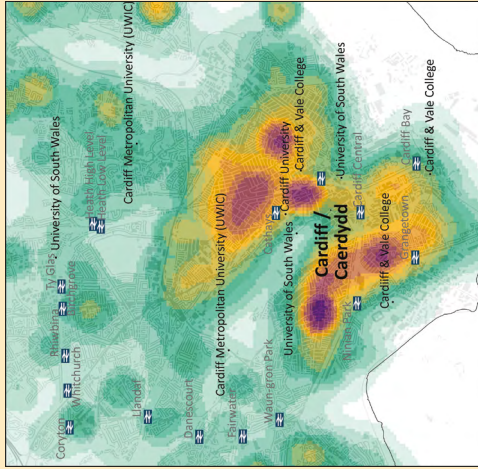 Ty Glas
University of South Wales
Rhiwbina
Coryton
Birchgrove
Whitchurch
Heath High Level
Heath Low Level
Cardiff Metropolitan University (UWIC)
Llandaf
Danescourt
Cardiff Metropolitan University (UWIC)
Fairwater
Waun-gron Park
Cathays
Cardiff University
University of South Wales
Cardiff & Vale College
Cardiff /
Caerdydd
University of South Wales
Ninian Park
Cardiff Central
Cardiff & Vale College
Grangetown
Cardiff Bay
Cardiff & Vale College